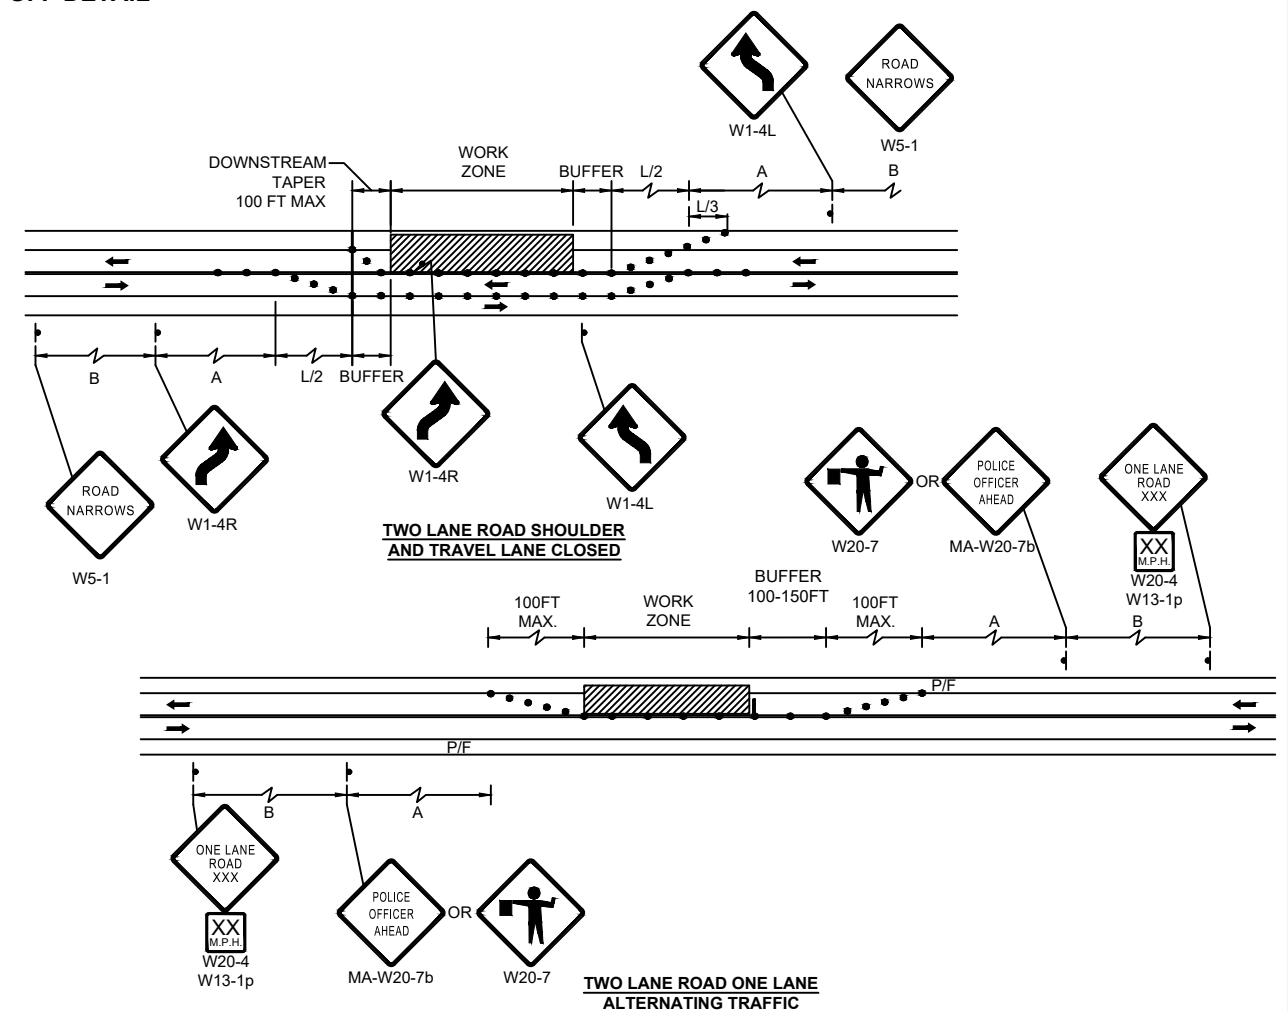 ROAD
NARROWS
W1-4L
W5-1
DOWNSTREAM
TAPER
100 FT MAX
WORK
ZONE
BUFFER
L/2
A
B
L/3
B
A
L/2
BUFFER
W1-4R
W1-4L
ROAD
NARROWS
W5-1
W1-4R
TWO LANE ROAD SHOULDER
AND TRAVEL LANE CLOSED
OR
POLICE
OFFICER
AHEAD
ONE LANE
ROAD
XXX
XX
M.P.H.
W20-7
MA-W20-7b
W20-4
W13-1p
100FT
MAX.
WORK
ZONE
BUFFER
100-150FT
100FT
MAX.
A
B
P/F
P/F
B
A
ONE LANE
ROAD
XXX
XX
M.P.H.
W20-4
W13-1p
POLICE
OFFICER
AHEAD
OR
MA-W20-7b
W20-7
TWO LANE ROAD ONE LANE
ALTERNATING TRAFFIC